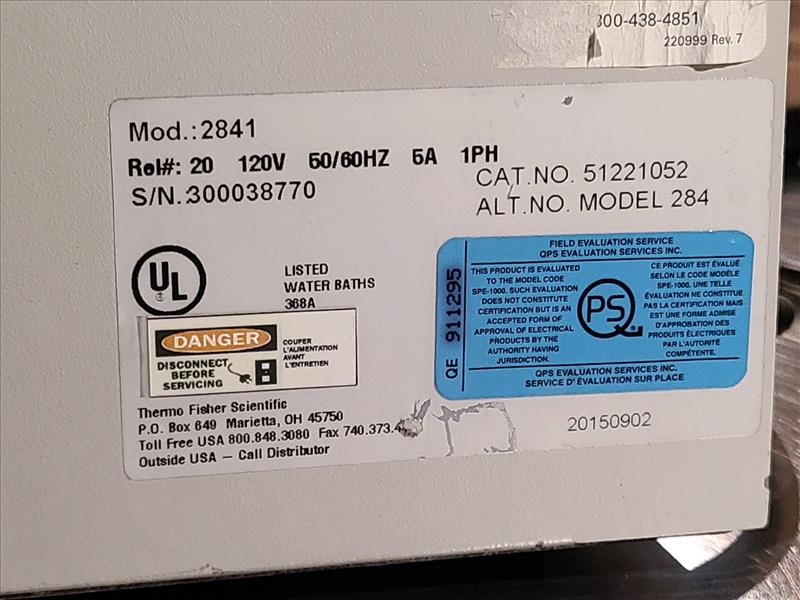 800-438-4851
220999 Rev. 7
Mod.:2841
Rel#: 20 120V 50/60HZ 5A 1PH
S/N.:300038770
CAT.NO. 51221052
ALT.NO. MODEL 284
UL
®
LISTED
WATER BATHS
368A
DANGER
DISCONNECT
BEFORE
SERVICING
COUPER
L'ALIMENTATION
AVANT
L'ENTRETIEN
Thermo Fisher Scientific
P.O. Box 649 Marietta, OH 45750
Toll Free USA 800.848.3080 Fax 740.373.
Outside USA – Call Distributor
FIELD EVALUATION SERVICE
QPS EVALUATION SERVICES INC.
QE 911295
THIS PRODUCT IS EVALUATED
TO THE MODEL CODE
SPE-1000. SUCH EVALUATION
DOES NOT CONSTITUTE
CERTIFICATION BUT IS AN
ACCEPTED FORM OF
APPROVAL OF ELECTRICAL
PRODUCTS BY THE
AUTHORITY HAVING
JURISDICTION.
QPS
CE PRODUIT EST ÉVALUÉ
SELON LE CODE MODÈLE
SPE-1000. UNE TELLE
ÉVALUATION NE CONSTITUE
PAS LA CERTIFICATION MAIS
EST UNE FORME ADMISE
D'APPROBATION DES
PRODUITS ÉLECTRIQUES
PAR L'AUTORITÉ
COMPÉTENTE.
QPS EVALUATION SERVICES INC.
SERVICE D'ÉVALUATION SUR PLACE
20150902